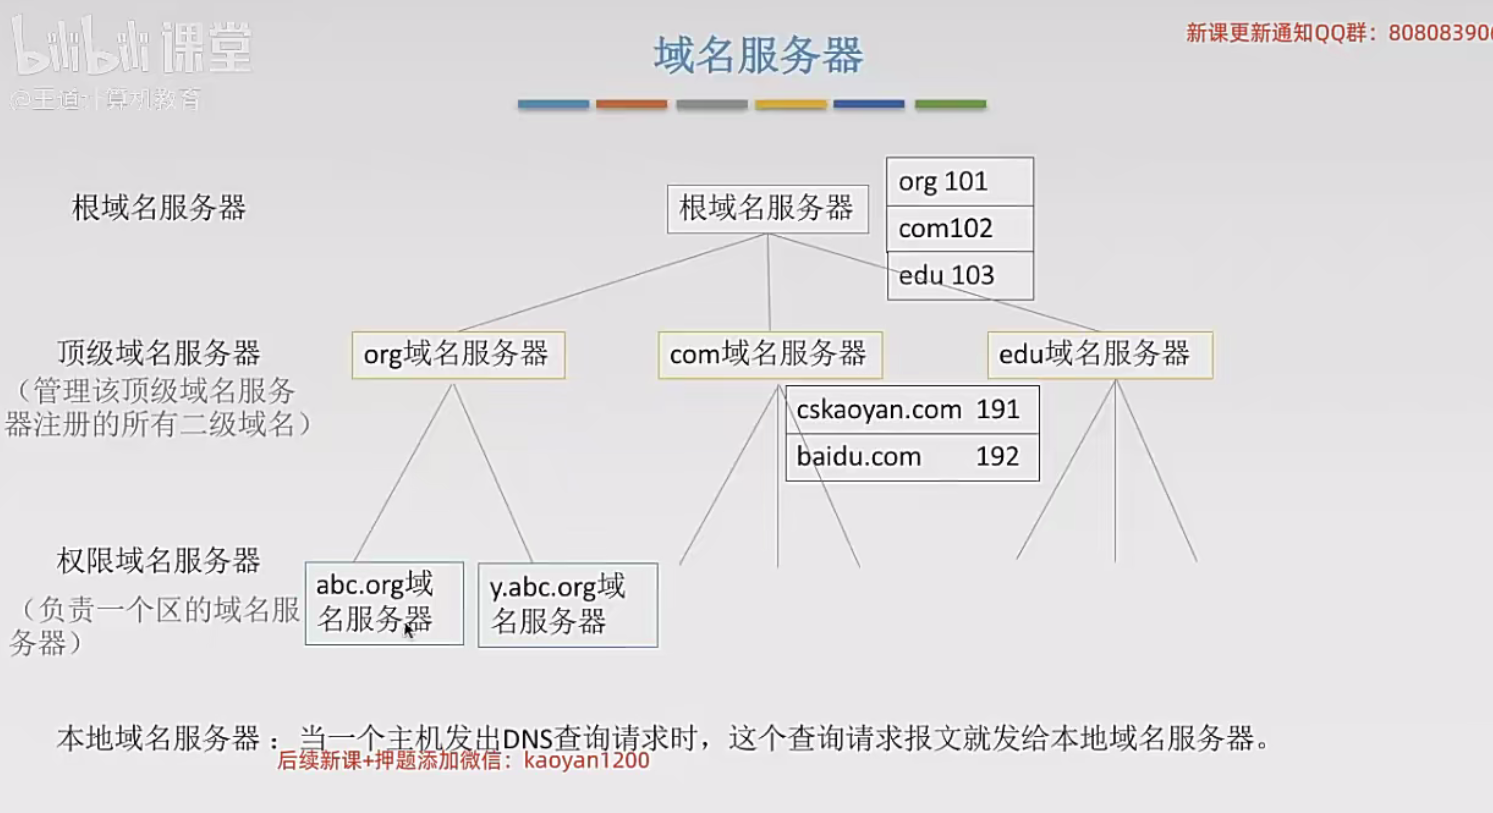 bilibili课堂
@王道计算机教育
域名服务器
新课更新通知QQ群：80808390
根域名服务器
根域名服务器
org 101
com102
edu 103
顶级域名服务器
（管理该顶级域名服务
器注册的所有二级域名）
org域名服务器
com域名服务器
edu域名服务器
cskaoyan.com 191
baidu.com 192
权限域名服务器
（负责一个区的域名服
务器）
abc.org域
名服务器
y.abc.org域
名服务器
本地域名服务器：当一个主机发出DNS查询请求时，这个查询请求报文就发给本地域名服务器。
后续新课+押题添加微信：kaoyan1200